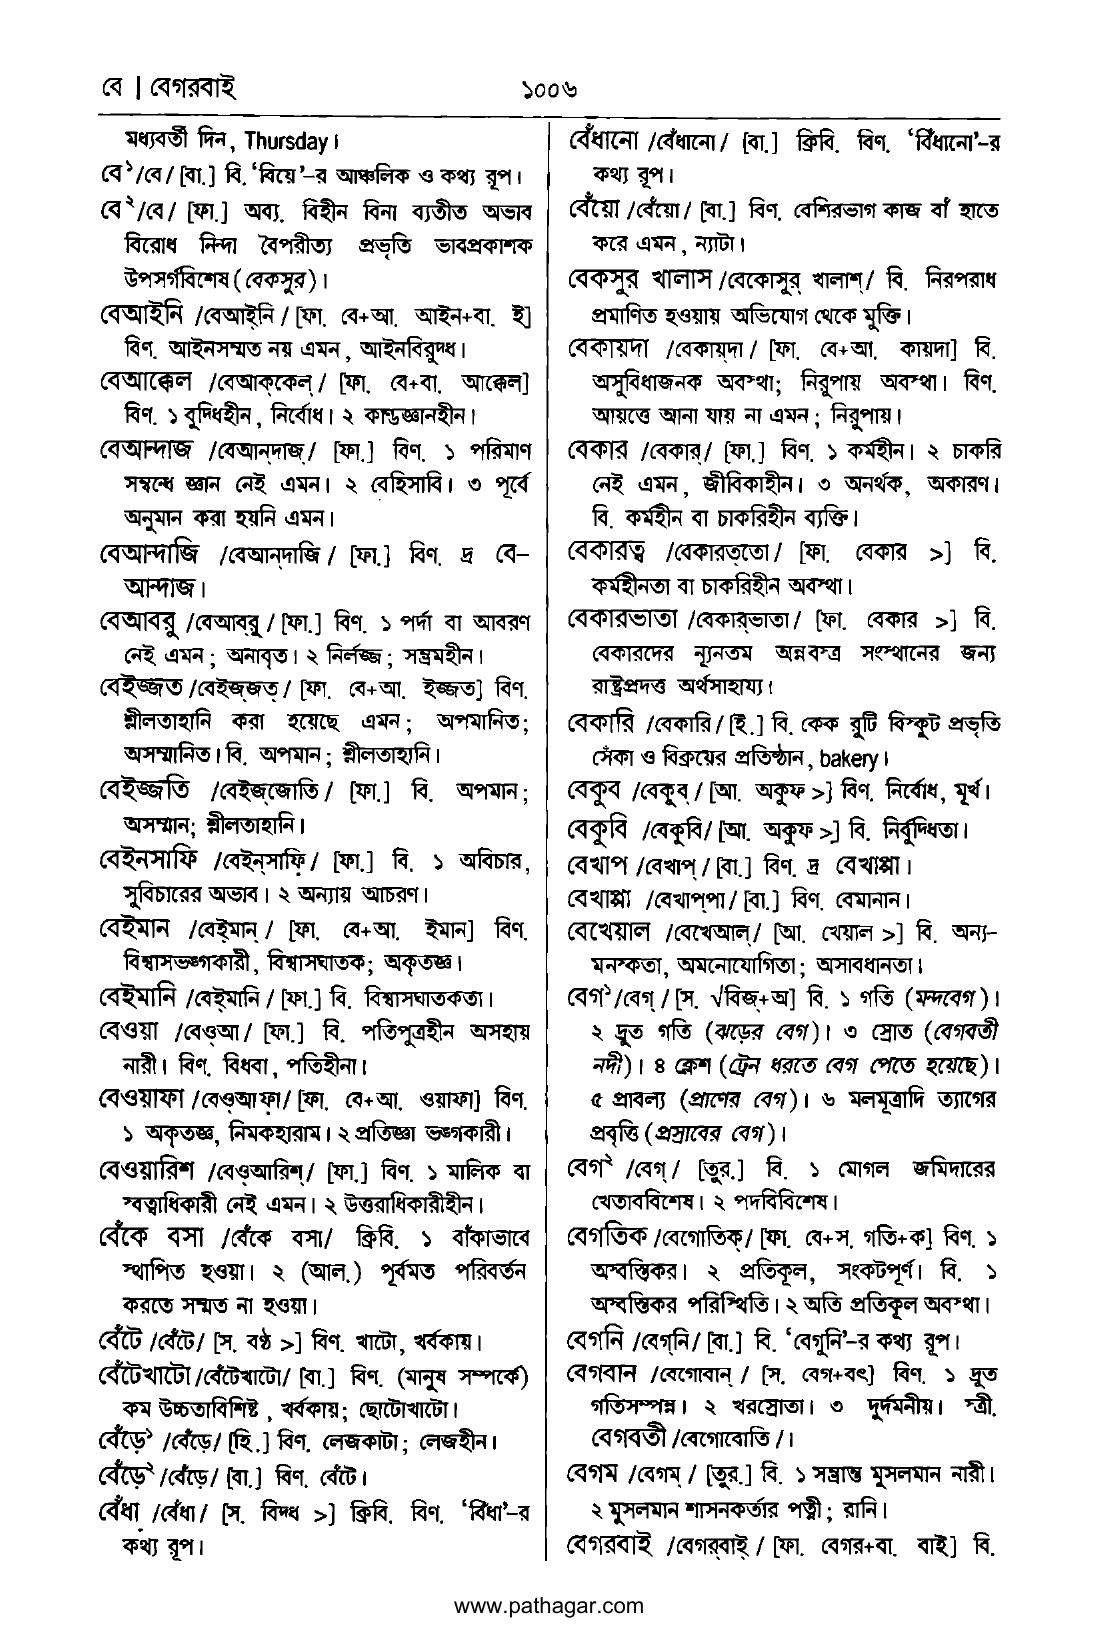 বে | বেগরবাই
১০০৬
মধ্যবর্তী দিন, Thursday।
বে১ /বে/ [বা.] বি. ‘বিয়ে’-র আঞ্চলিক ও কথ্য রূপ।
বে২ /বে/ [ফা.] অব্য. বিহীন বিনা ব্যতীত অভাব
বিরোধ নিন্দা বৈপরীত্য প্রভৃতি ভাবপ্রকাশক
উপসর্গবিশেষ (বেকসুর)।
বেআইনি /বেআই্‌নি/ [ফা. বে+আ. আইন+বা. ই]
বিণ. আইনসম্মত নয় এমন, আইনবিরুদ্ধ।
বেআক্কেল /বেআক্‌কেল্‌/ [ফা. বে+বা. আক্কেল]
বিণ. ১ বুদ্ধিহীন, নির্বোধ। ২ কান্ডজ্ঞানহীন।
বেআন্দাজ /বেআন্‌দাজ্‌/ [ফা.] বিণ. ১ পরিমাণ
সম্বন্ধে জ্ঞান নেই এমন। ২ বেহিসাবি। ৩ পূর্বে
অনুমান করা হয়নি এমন।
বেআন্দাজি /বেআন্‌দাজি/ [ফা.] বিণ. দ্র বে-
আন্দাজ।
বেআবরু /বেআব্‌রু/ [ফা.] বিণ. ১ পর্দা বা আবরণ
নেই এমন; অনাবৃত। ২ নির্লজ্জ; সম্ভ্রমহীন।
বেইজ্জত /বেইজ্‌জত্‌/ [ফা. বে+আ. ইজ্জত] বিণ.
শ্লীলতাহানি করা হয়েছে এমন; অপমানিত;
অসম্মানিত। বি. অপমান; শ্লীলতাহানি।
বেইজ্জতি /বেইজ্‌জোতি/ [ফা.] বি. অপমান;
অসম্মান; শ্লীলতাহানি।
বেইনসাফি /বেইন্‌সাফি/ [ফা.] বি. ১ অবিচার,
সুবিচারের অভাব। ২ অন্যায় আচরণ।
বেইমান /বেই্‌মান্‌/ [ফা. বে+আ. ইমান] বিণ.
বিশ্বাসভঙ্গকারী, বিশ্বাসঘাতক; অকৃতজ্ঞ।
বেইমানি /বেই্‌মানি/ [ফা.] বি. বিশ্বাসঘাতকতা।
বেওয়া /বেওআ/ [ফা.] বি. পতিপুত্রহীন অসহায়
নারী। বিণ. বিধবা, পতিহীনা।
বেওয়াফা /বেওআফা/ [ফা. বে+আ. ওয়াফা] বিণ.
১ অকৃতজ্ঞ, নিমকহারাম। ২ প্রতিজ্ঞা ভঙ্গকারী।
বেওয়ারিশ /বেওআরিশ্‌/ [ফা.] বিণ. ১ মালিক বা
স্বত্বাধিকারী নেই এমন। ২ উত্তরাধিকারীহীন।
বেঁকে বসা /বেঁকে বসা/ ক্রিবি. ১ বাঁকাভাবে
স্থাপিত হওয়া। ২ (আল.) পূর্বমত পরিবর্তন
করতে সম্মত না হওয়া।
বেঁটে /বেঁটে/ [স. বণ্ঠ >] বিণ. খাটো, খর্বকায়।
বেঁটেখাটো /বেঁটেখাটো/ [বা.] বিণ. (মানুষ সম্পর্কে)
কম উচ্চতাবিশিষ্ট, খর্বকায়; ছোটোখাটো।
বেঁড়ে১ /বেঁড়ে/ [হি.] বিণ. লেজকাটা; লেজহীন।
বেঁড়ে২ /বেঁড়ে/ [বা.] বিণ. বেঁটে।
বেঁধা /বেঁধা/ [স. বিদ্ধ >] ক্রিবি. বিণ. ‘বিঁধা’-র
কথ্য রূপ।
বেঁধানো /বেঁধানো/ [বা.] ক্রিবি. বিণ. ‘বিঁধানো’-র
কথ্য রূপ।
বেঁয়ো /বেঁয়ো/ [বা.] বিণ. বেশিরভাগ কাজ বাঁ হাতে
করে এমন, ন্যাটা।
বেকসুর খালাস /বেকোসুর্‌ খালাশ্‌/ বি. নিরপরাধ
প্রমাণিত হওয়ায় অভিযোগ থেকে মুক্তি।
বেকায়দা /বেকায়্‌দা/ [ফা. বে+আ. কায়দা] বি.
অসুবিধাজনক অবস্থা; নিরুপায় অবস্থা। বিণ.
আয়ত্তে আনা যায় না এমন; নিরুপায়।
বেকার /বেকার্‌/ [ফা.] বিণ. ১ কর্মহীন। ২ চাকরি
নেই এমন, জীবিকাহীন। ৩ অনর্থক, অকারণ।
বি. কর্মহীন বা চাকরিহীন ব্যক্তি।
বেকারত্ব /বেকারত্‌তো/ [ফা. বেকার >] বি.
কর্মহীনতা বা চাকরিহীন অবস্থা।
বেকারভাতা /বেকার্‌ভাতা/ [ফা. বেকার >] বি.
বেকারদের ন্যূনতম অন্নবস্ত্র সংস্থানের জন্য
রাষ্ট্রপ্রদত্ত অর্থসাহায্য।
বেকারি /বেকারি/ [ই.] বি. কেক রুটি বিস্কুট প্রভৃতি
সেঁকা ও বিক্রয়ের প্রতিষ্ঠান, bakery।
বেকুব /বেকুব্‌/ [আ. অকুফ >] বিণ. নির্বোধ, মূর্খ।
বেকুবি /বেকুবি/ [আ. অকুফ >] বি. নির্বুদ্ধিতা।
বেখাপ /বেখাপ্‌/ [বা.] বিণ. দ্র বেখাপ্পা।
বেখাপ্পা /বেখাপ্‌পা/ [বা.] বিণ. বেমানান।
বেখেয়াল /বেখেআল্‌/ [আ. খেয়াল >] বি. অন্য-
মনস্কতা, অমনোযোগিতা; অসাবধানতা।
বেগ১ /বেগ্‌/ [স. √বিজ্‌+অ] বি. ১ গতি (মন্দবেগ)।
২ দ্রুত গতি (ঝড়ের বেগ)। ৩ স্রোত (বেগবতী
নদী)। ৪ ক্লেশ (ট্রেন ধরতে বেগ পেতে হয়েছে)।
৫ প্রাবল্য (প্রাণের বেগ)। ৬ মলমূত্রাদি ত্যাগের
প্রবৃত্তি (প্রস্রাবের বেগ)।
বেগ২ /বেগ্‌/ [তুর.] বি. ১ মোগল জমিদারের
খেতাববিশেষ। ২ পদবিবিশেষ।
বেগতিক /বেগোতিক্‌/ [ফা. বে+স. গতি+ক] বিণ. ১
অস্বস্তিকর। ২ প্রতিকূল, সংকটপূর্ণ। বি. ১
অস্বস্তিকর পরিস্থিতি। ২ অতি প্রতিকূল অবস্থা।
বেগনি /বেগ্‌নি/ [বা.] বি. ‘বেগুনি’-র কথ্য রূপ।
বেগবান /বেগোবান্‌/ [স. বেগ+বৎ] বিণ. ১ দ্রুত
গতিসম্পন্ন। ২ খরস্রোতা। ৩ দুর্দমনীয়। স্ত্রী.
বেগবতী /বেগোবোতি/।
বেগম /বেগম্‌/ [তুর.] বি. ১ সম্ভ্রান্ত মুসলমান নারী।
২ মুসলমান শাসনকর্তার পত্নী; রানি।
বেগরবাই /বেগর্‌বাই্‌/ [ফা. বেগর+বা. বাই] বি.
www.pathagar.com